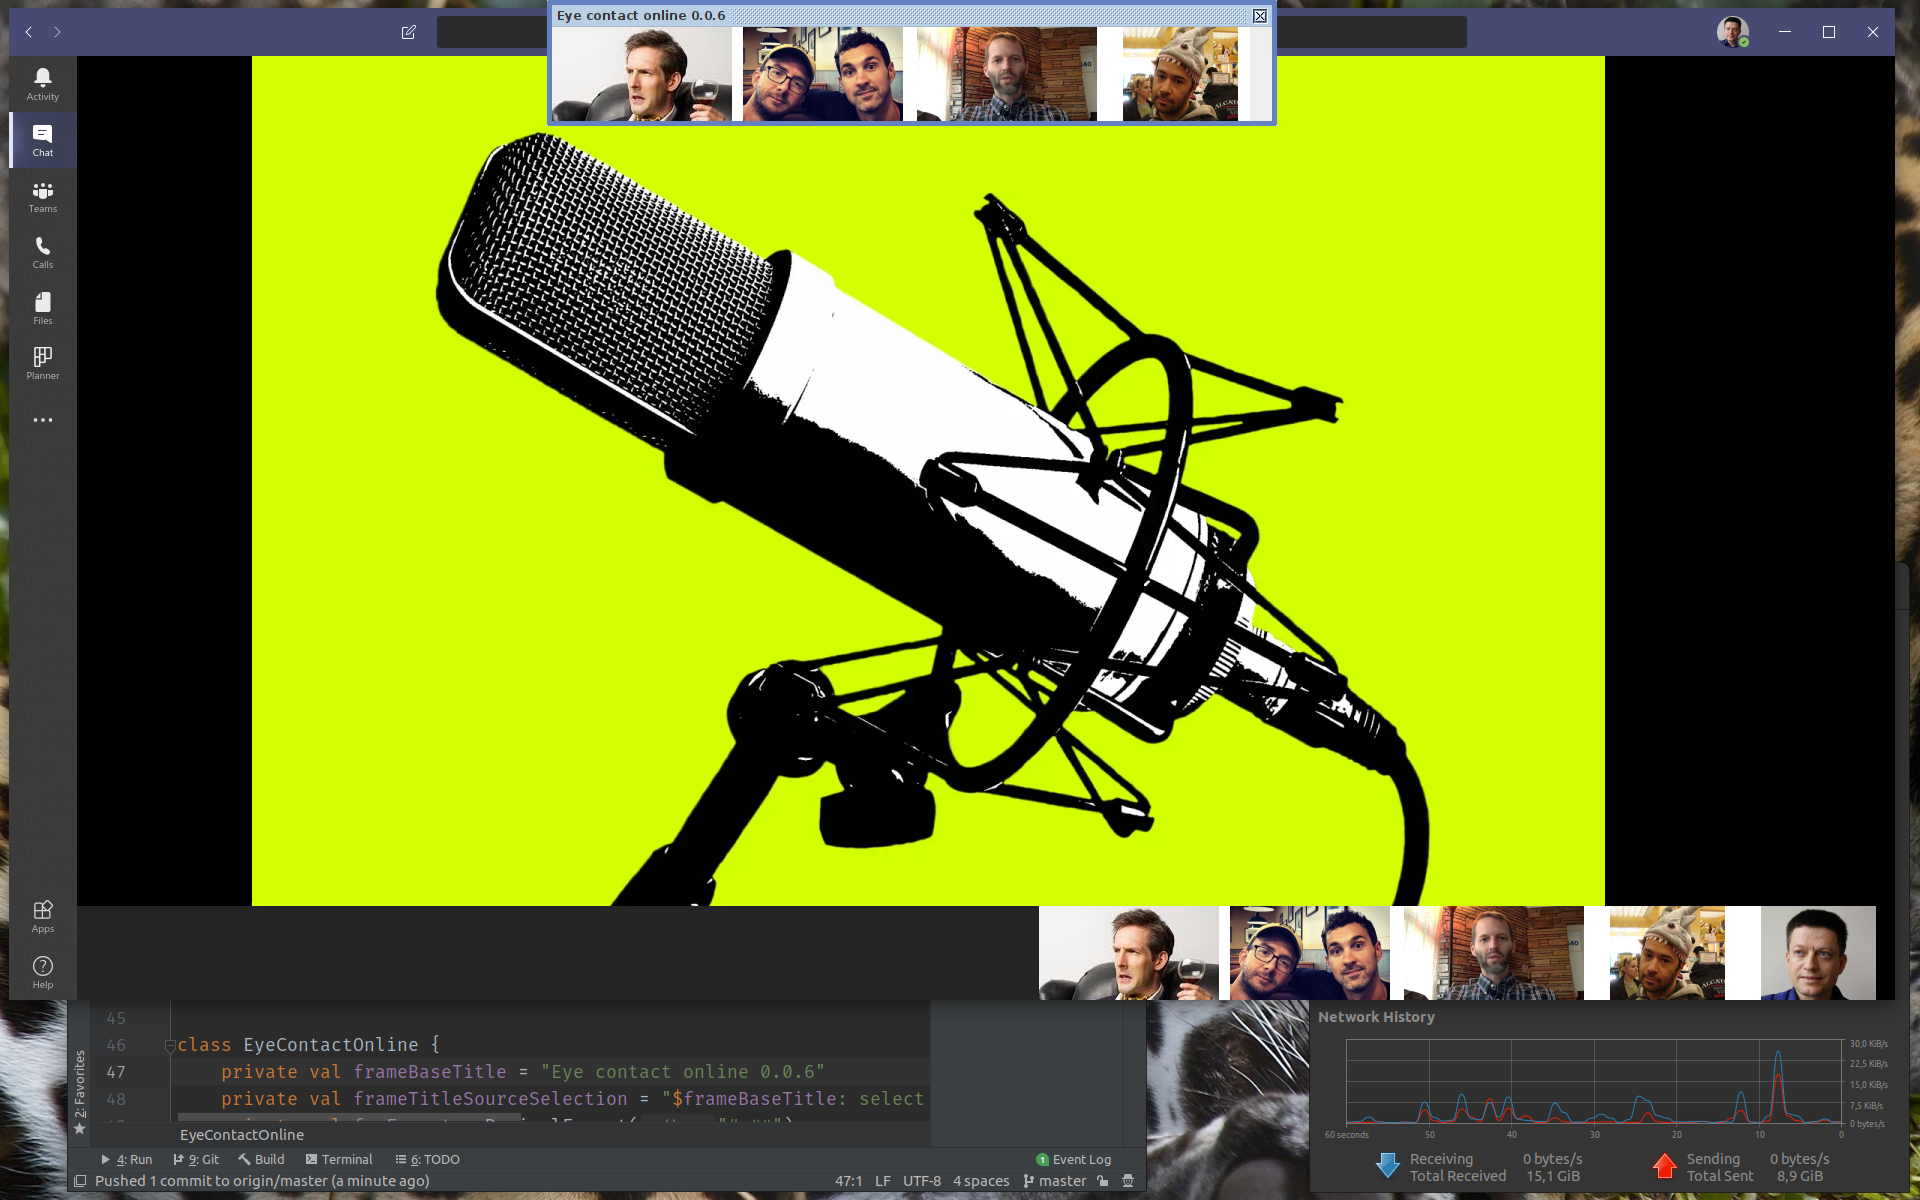 Eye contact online 0.0.6
Activity
Chat
Teams
Calls
Files
Planner
Apps
Help
45
46 class EyeContactOnline {
47 private val frameBaseTitle = "Eye contact online 0.0.6"
48 private val frameTitleSourceSelection = "$frameBaseTitle: select
2: Favorites
EyeContactOnline
4: Run 9: Git Build Terminal 6: TODO 1 Event Log
Pushed 1 commit to origin/master (a minute ago) 47:1 LF UTF-8 4 spaces master
Network History
30,0 KiB/s
22,5 KiB/s
15,0 KiB/s
7,5 KiB/s
0 bytes/s
60 seconds 50 40 30 20 10 0
Receiving 0 bytes/s Sending 0 bytes/s
Total Received 15,1 GiB Total Sent 8,9 GiB